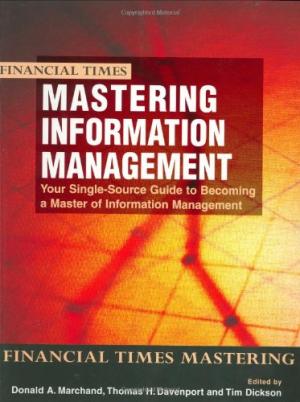 FINANCIAL TIMES
MASTERING
INFORMATION
MANAGEMENT
Your Single-Source Guide to Becoming
a Master of Information Management
FINANCIAL TIMES MASTERING
Edited by
Donald A. Marchand, Thomas H. Davenport and Tim Dickson